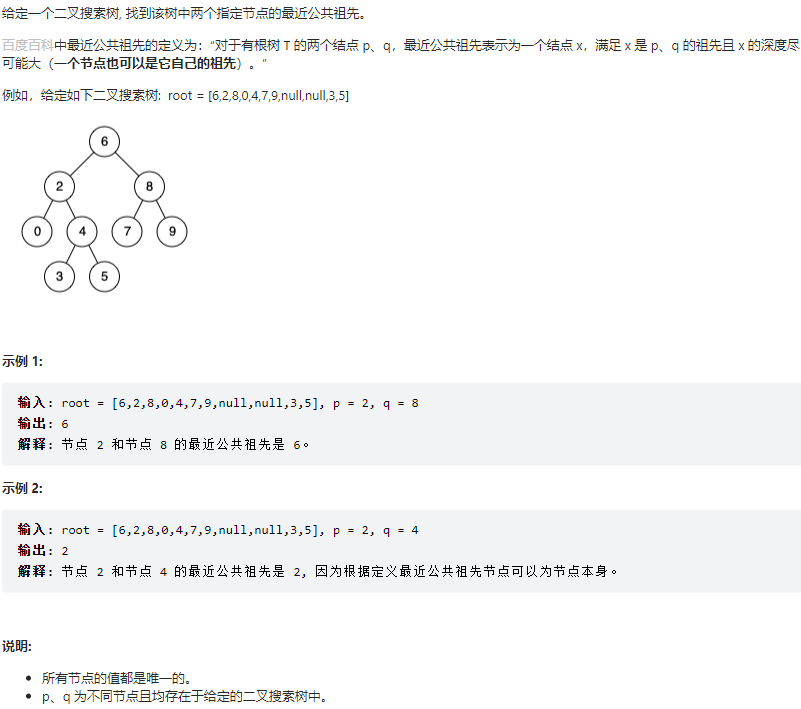 给定一个二叉搜索树, 找到该树中两个指定节点的最近公共祖先。
百度百科中最近公共祖先的定义为：“对于有根树 T 的两个结点 p、q，最近公共祖先表示为一个结点 x，满足 x 是 p、q 的祖先且 x 的深度尽
可能大（一个节点也可以是它自己的祖先）。”
例如，给定如下二叉搜索树:  root = [6,2,8,0,4,7,9,null,null,3,5]
6
2 8
0 4 7 9
3 5
示例 1:
输入: root = [6,2,8,0,4,7,9,null,null,3,5], p = 2, q = 8
输出: 6
解释: 节点 2 和节点 8 的最近公共祖先是 6。
示例 2:
输入: root = [6,2,8,0,4,7,9,null,null,3,5], p = 2, q = 4
输出: 2
解释: 节点 2 和节点 4 的最近公共祖先是 2, 因为根据定义最近公共祖先节点可以为节点本身。
说明:
• 所有节点的值都是唯一的。
• p、q 为不同节点且均存在于给定的二叉搜索树中。